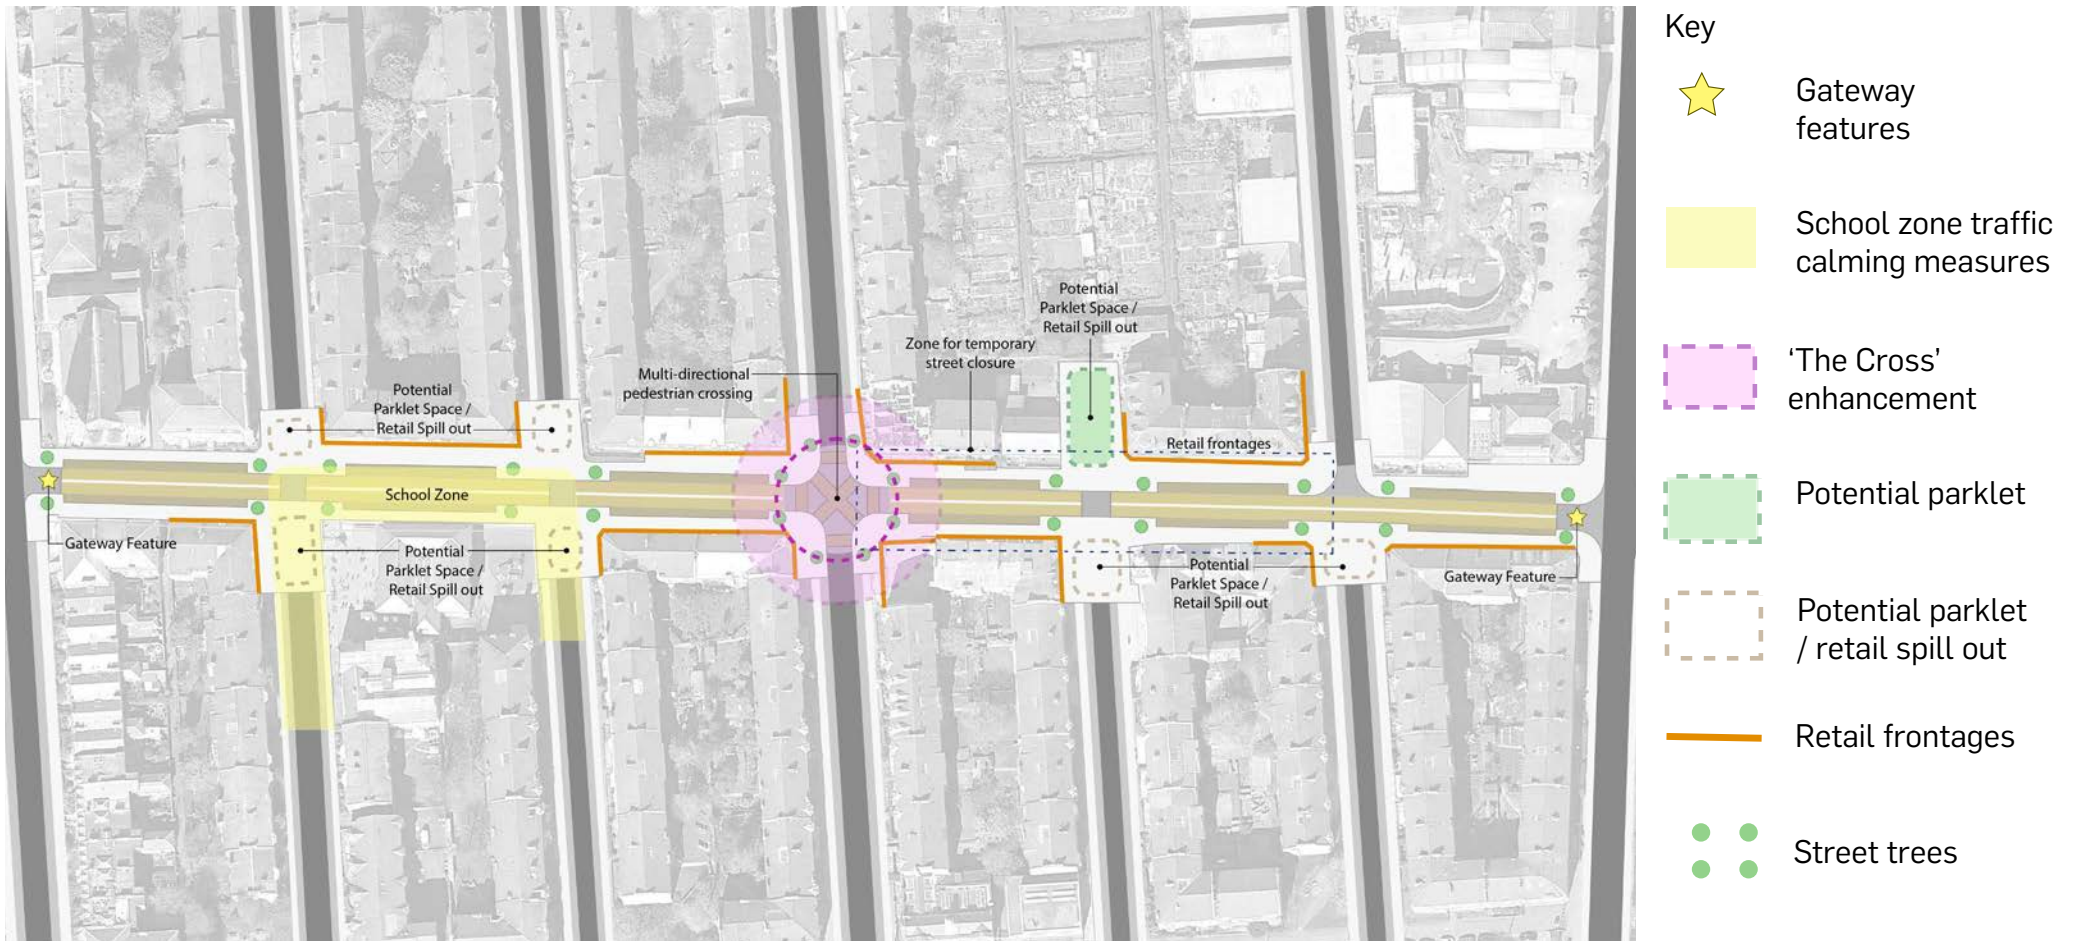 Key
Gateway
features
School zone traffic
calming measures
‘The Cross’
enhancement
Potential parklet
Potential parklet
/ retail spill out
Retail frontages
Street trees
Potential
Parklet Space /
Retail Spill out
Zone for temporary
street closure
Multi-directional
pedestrian crossing
Potential
Parklet Space /
Retail Spill out
Retail frontages
School Zone
Gateway Feature
Potential
Parklet Space /
Retail Spill out
Potential
Parklet Space /
Retail Spill out
Gateway Feature